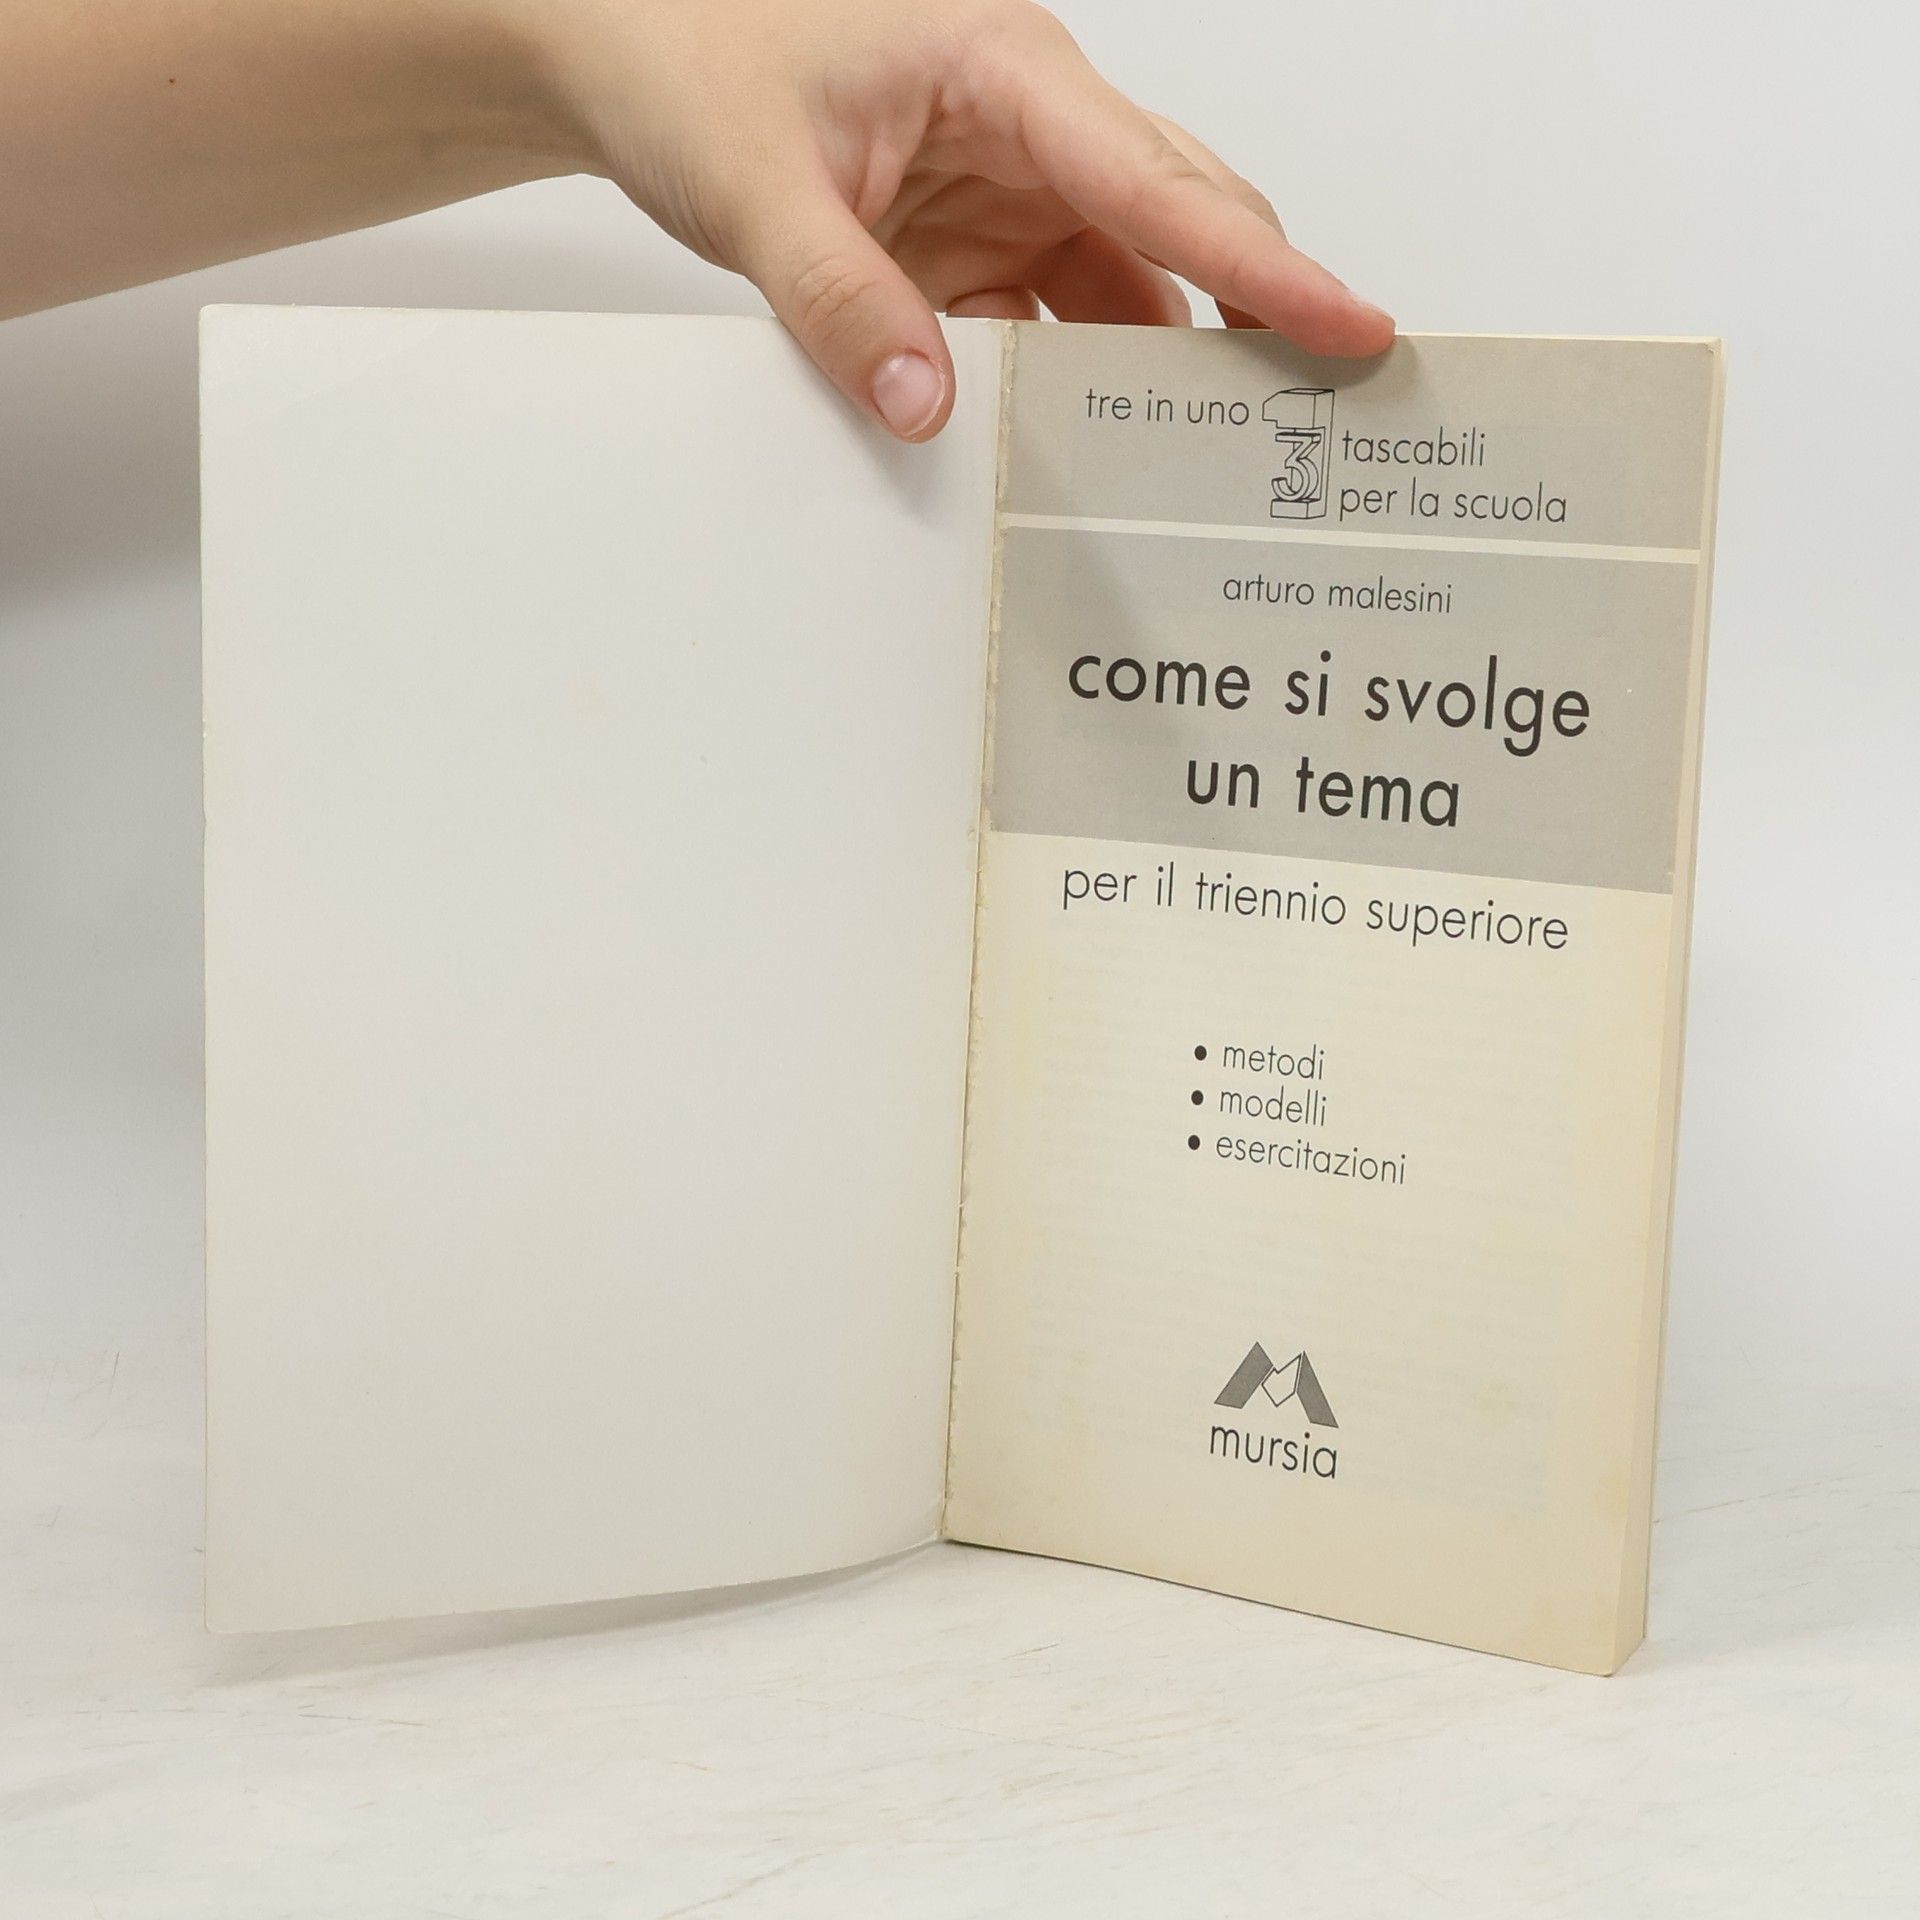 tre in uno
13
tascabili
per la scuola
arturo malesini
come si svolge
un tema
per il triennio superiore
• metodi
• modelli
• esercitazioni
mursia